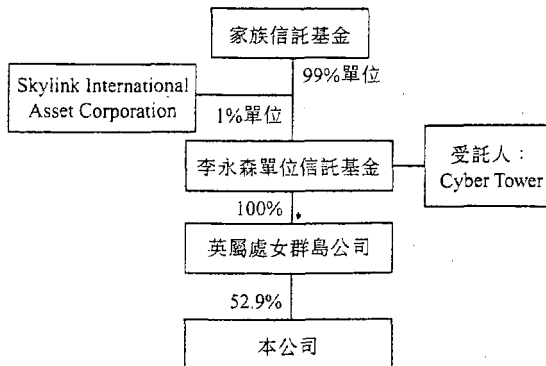 家族信託基金
99%單位
Skylink International
Asset Corporation
1%單位
李永森單位信託基金
受託人：
Cyber Tower
100%
英屬處女群島公司
52.9%
本公司